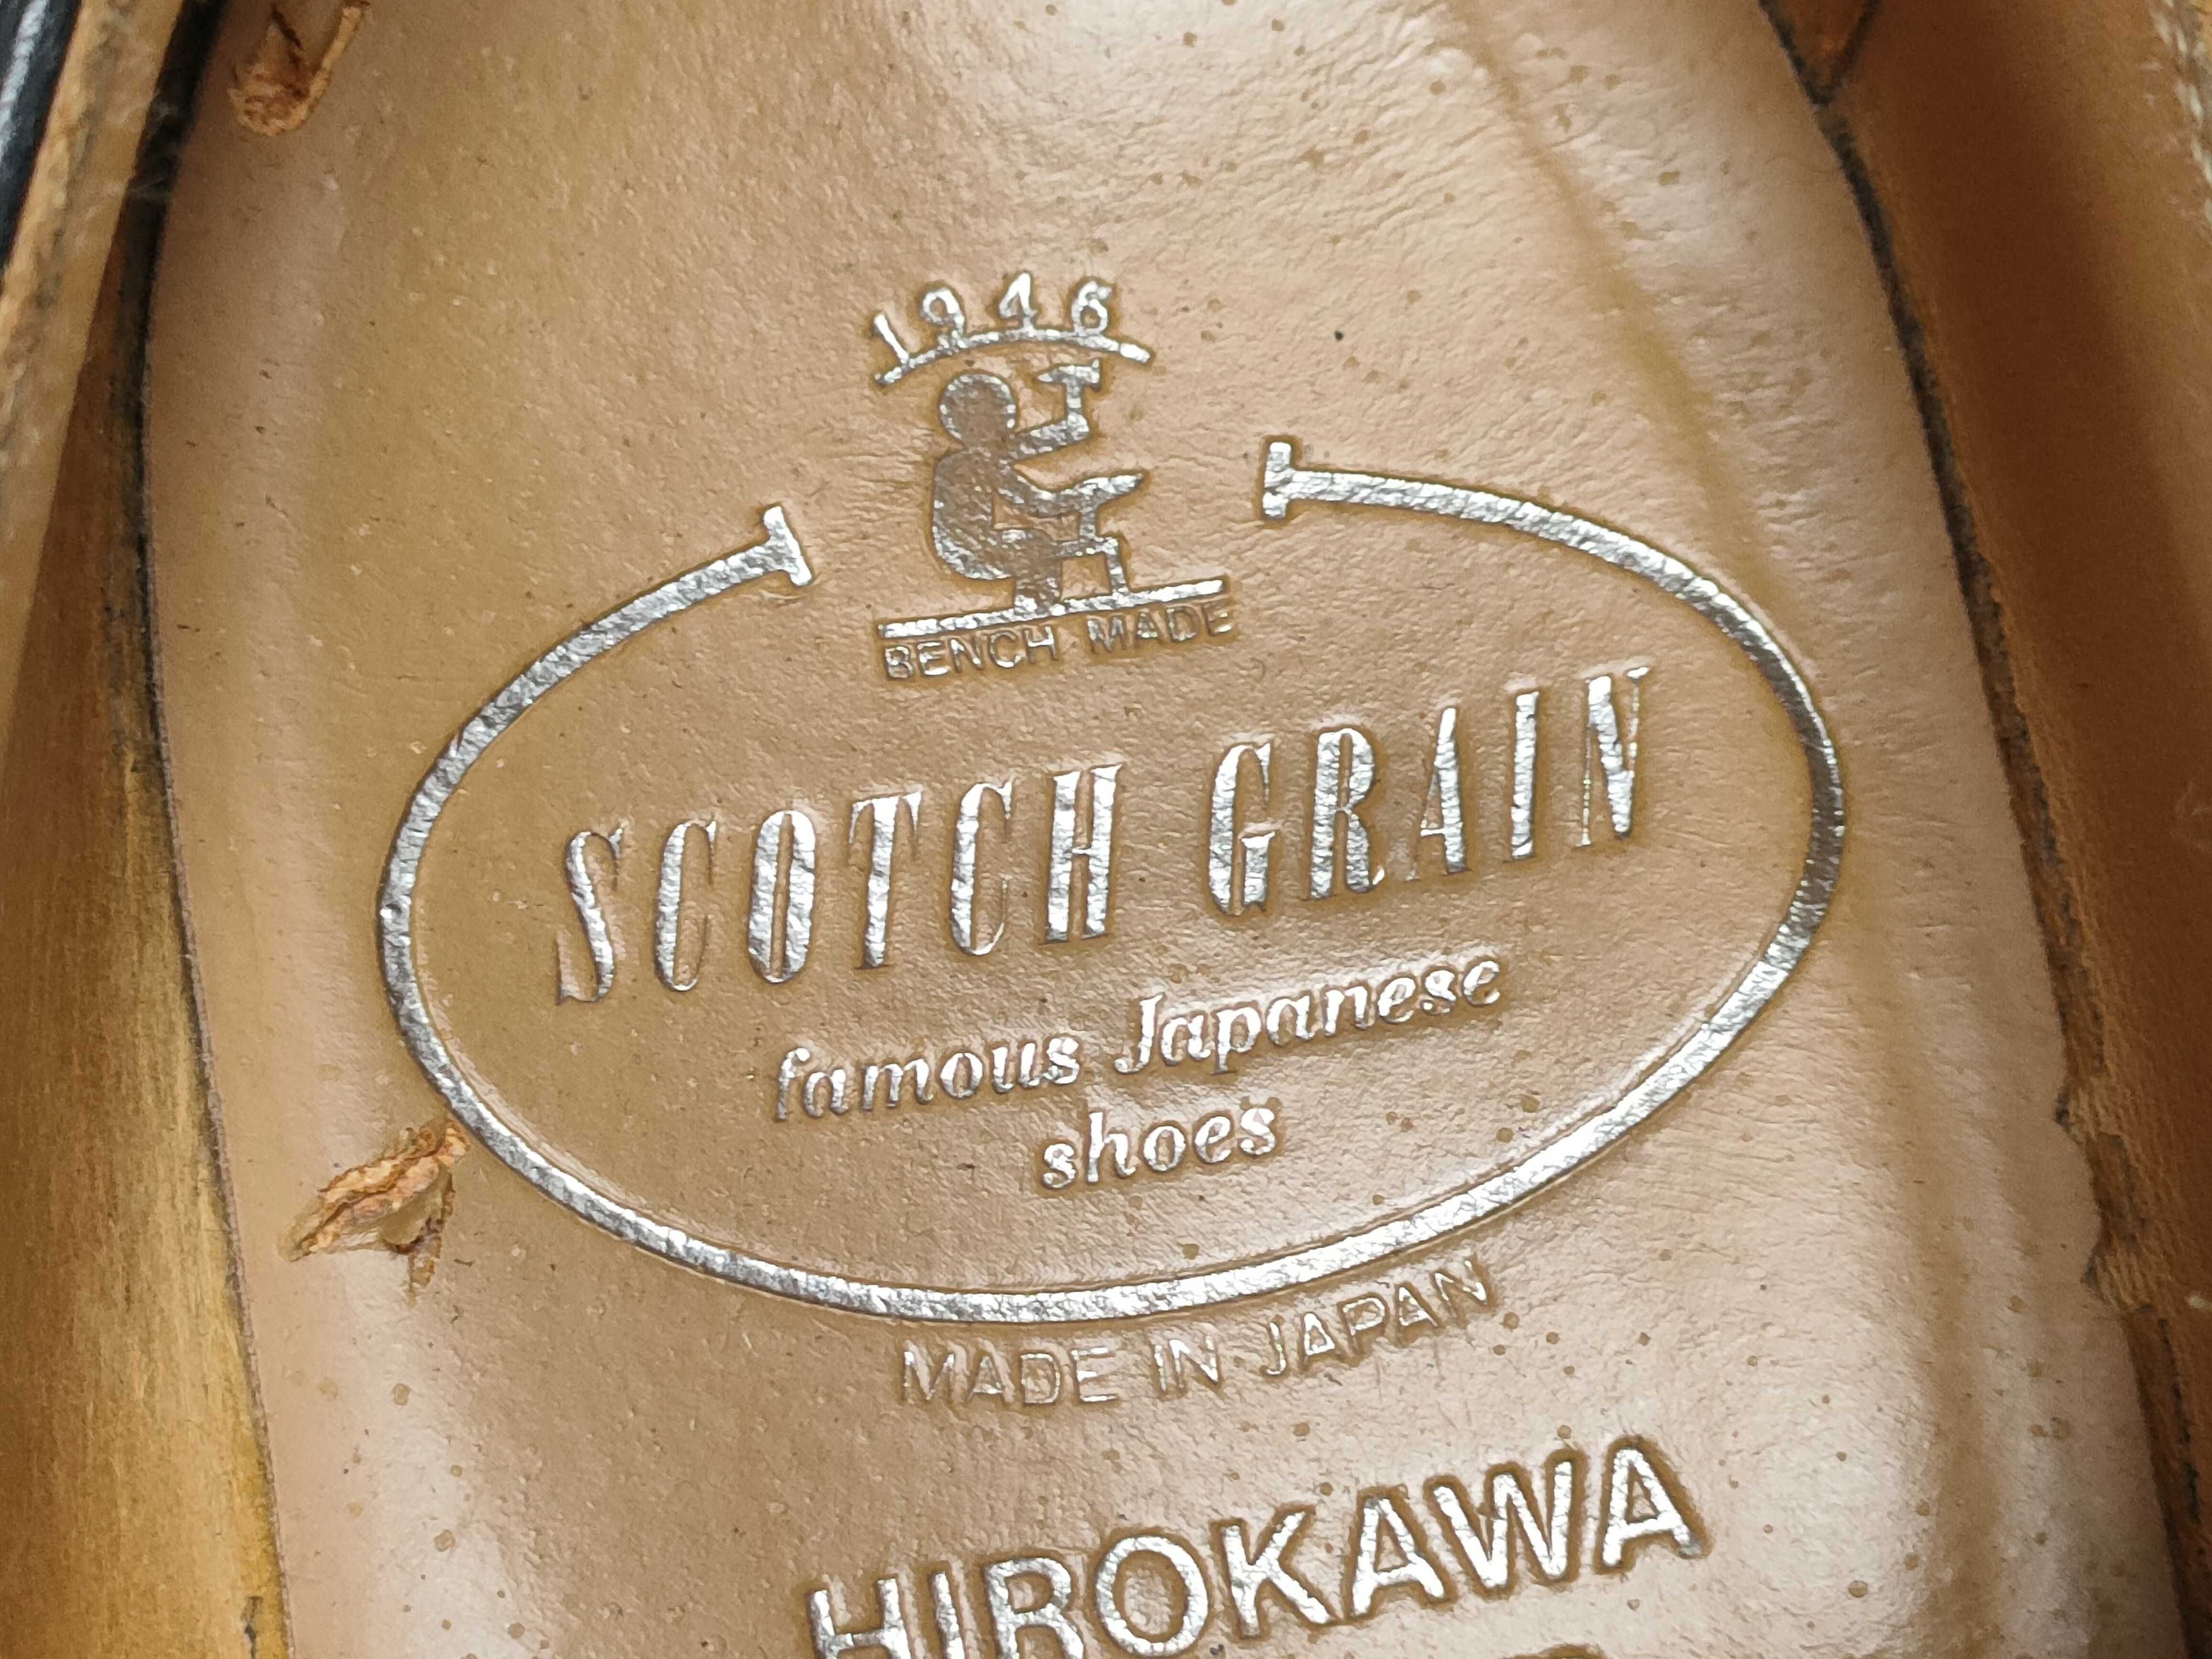 1946
BENCH MADE
SCOTCH GRAIN
famous Japanese
shoes
MADE IN JAPAN
HIROKAWA